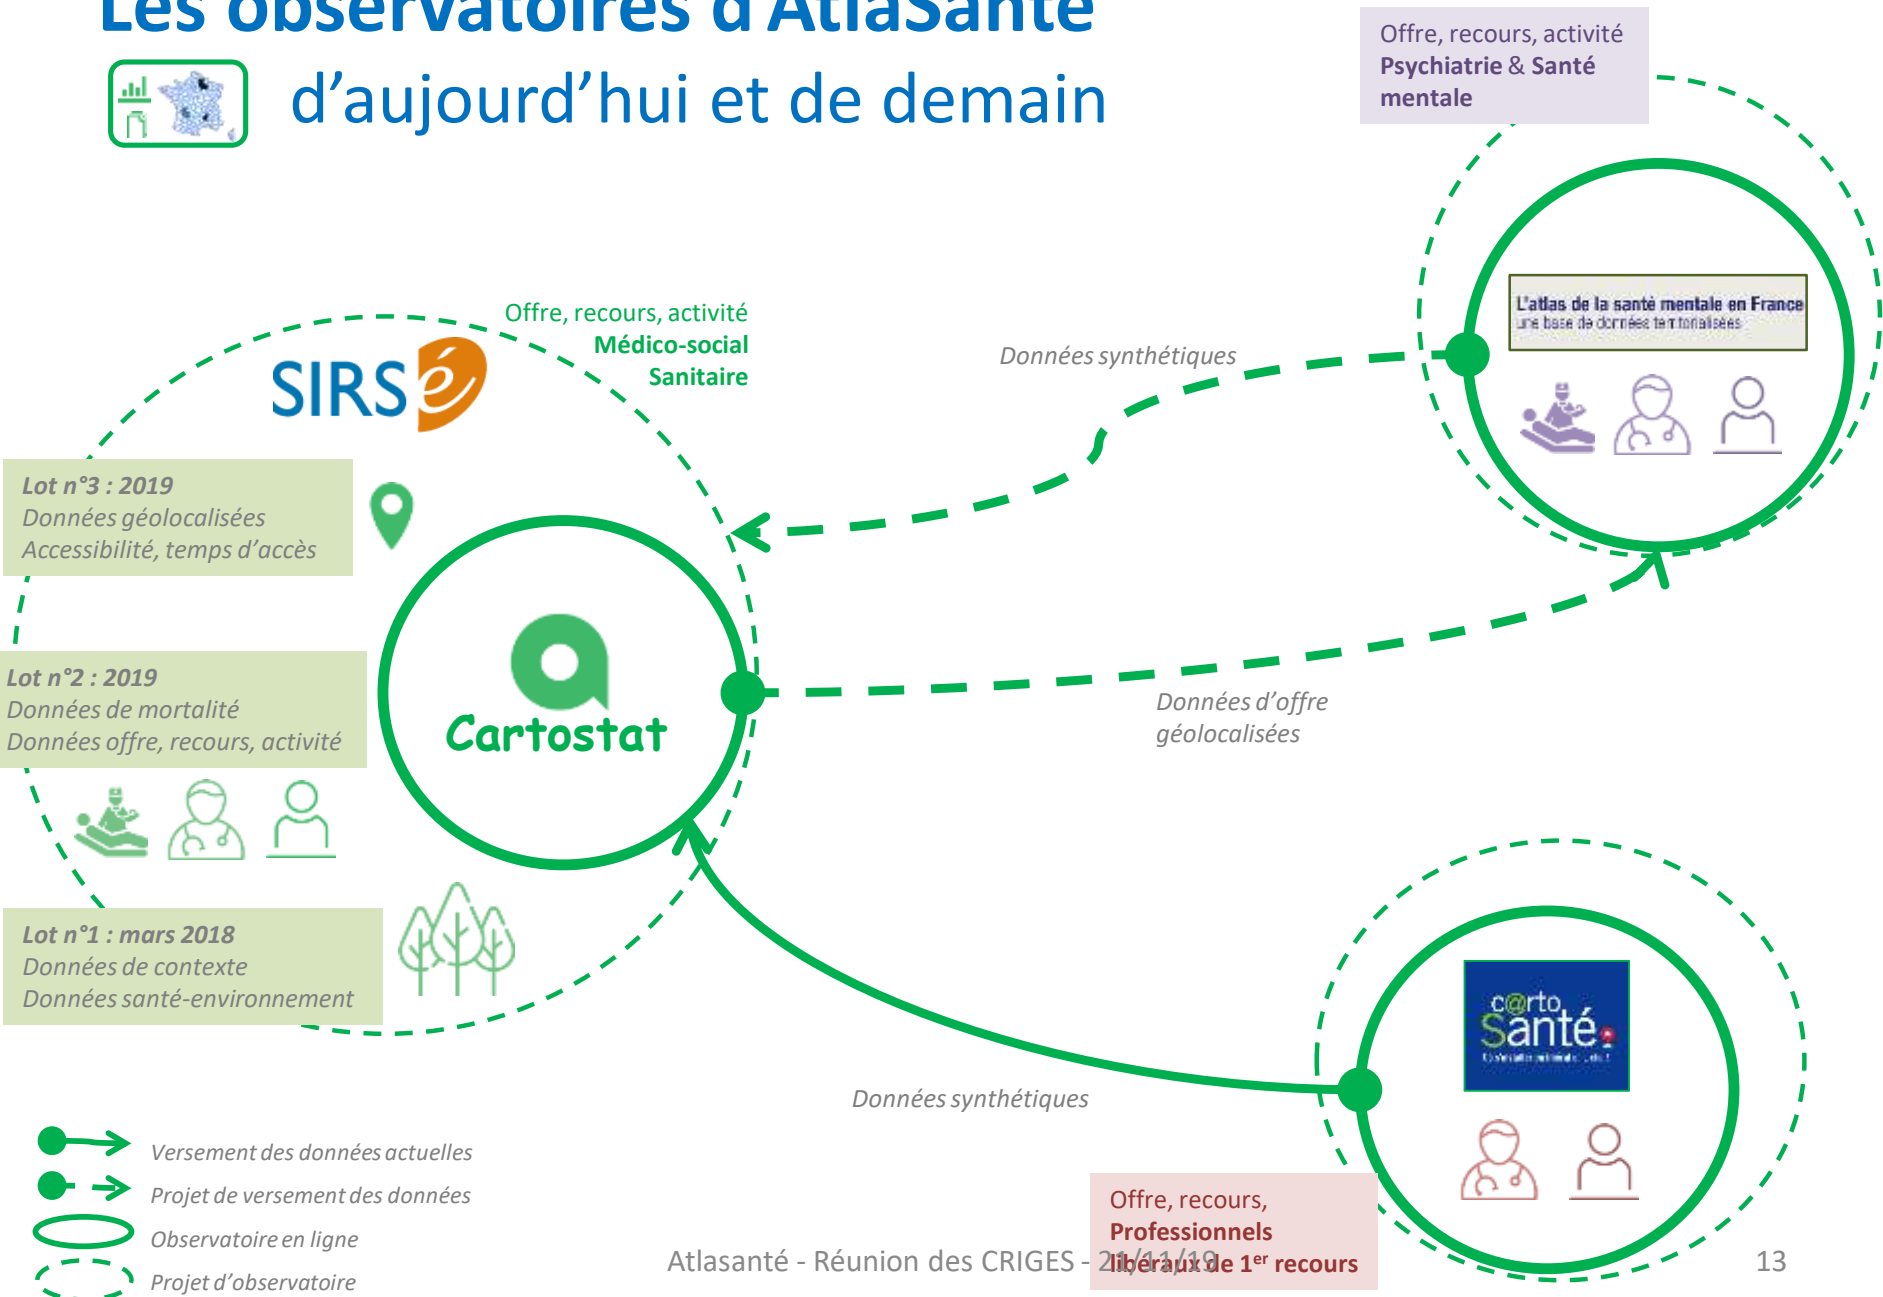 Les observatoires d'AtlaSanté
d'aujourd'hui et de demain
Offre, recours, activité
Psychiatrie & Santé
mentale
L'atlas de la santé mentale en France
une base de données territorialisées
Offre, recours, activité
Médico-social
Sanitaire
SIRSé
Données synthétiques
Lot n°3 : 2019
Données géolocalisées
Accessibilité, temps d'accès
Lot n°2 : 2019
Données de mortalité
Données offre, recours, activité
Cartostat
Données d'offre
géolocalisées
Lot n°1 : mars 2018
Données de contexte
Données santé-environnement
c@rto
Santé
Données synthétiques
Versement des données actuelles
Projet de versement des données
Observatoire en ligne
Projet d'observatoire
Offre, recours,
Professionnels
libéraux de 1er recours
Atlasanté - Réunion des CRIGES - 21/11/19
13